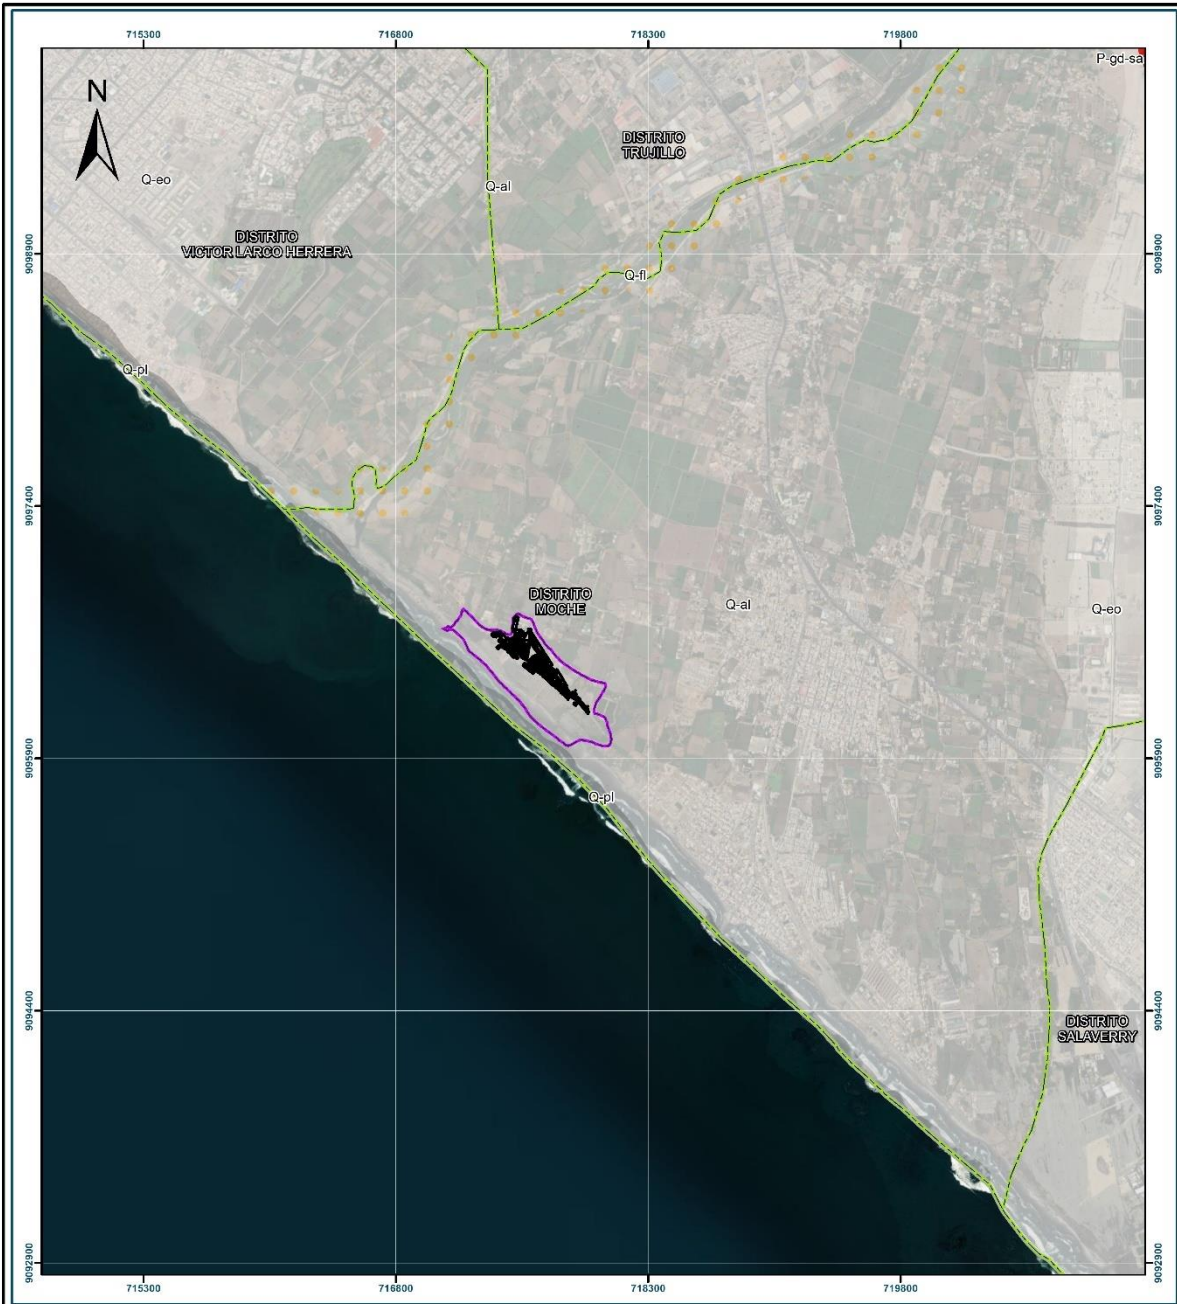 715300
716800
718300
719800
P-gd-sa
N
DISTRITO
TRUJILLO
Q-eo
Q-al
DISTRITO
VICTOR LARCO HERRERA
9098900
9098900
Q-fl
Q-pl
9097400
9097400
DISTRITO
MOCHE
Q-al
Q-eo
9095900
9095900
Q-pl
9094400
9094400
DISTRITO
SALAVERRY
9092900
9092900
715300
716800
718300
719800